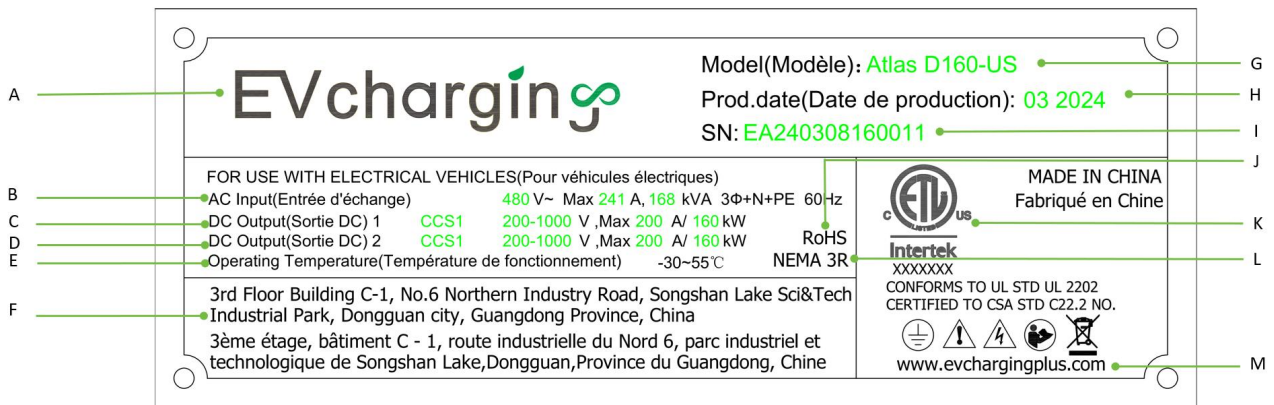 EVcharging
Model(Modèle): Atlas D160-US
Prod.date(Date de production): 03 2024
SN: EA240308160011
FOR USE WITH ELECTRICAL VEHICLES(Pour véhicules électriques)
AC Input(Entrée d'échange) 480 V~ Max 241 A, 168 kVA 3Φ+N+PE 60Hz
DC Output(Sortie DC) 1 CCS1 200-1000 V ,Max 200 A/ 160 kW
DC Output(Sortie DC) 2 CCS1 200-1000 V ,Max 200 A/ 160 kW
Operating Temperature(Température de fonctionnement) -30~55℃
RoHS
NEMA 3R
3rd Floor Building C-1, No.6 Northern Industry Road, Songshan Lake Sci&Tech
Industrial Park, Dongguan city, Guangdong Province, China
3ème étage, bâtiment C - 1, route industrielle du Nord 6, parc industriel et
technologique de Songshan Lake,Dongguan,Province du Guangdong, Chine
MADE IN CHINA
Fabriqué en Chine
C ETL US
LISTED
Intertek
XXXXXXX
CONFORMS TO UL STD UL 2202
CERTIFIED TO CSA STD C22.2 NO.
www.evchargingplus.com
A
B
C
D
E
F
G
H
I
J
K
L
M